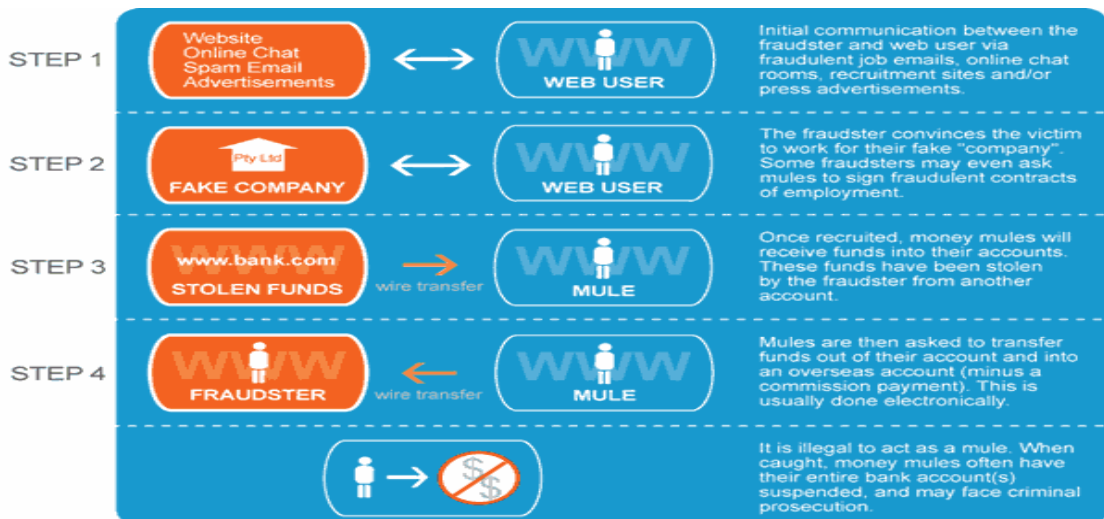 STEP 1
Website
Online Chat
Spam Email
Advertisements
WWW
WEB USER
Initial communication between the
fraudster and web user via
fraudulent job emails, online chat
rooms, recruitment sites and/or
press advertisements.
STEP 2
Pty Ltd
FAKE COMPANY
WWW
WEB USER
The fraudster convinces the victim
to work for their fake "company".
Some fraudsters may even ask
mules to sign fraudulent contracts
of employment.
STEP 3
WWW
www.bank.com
STOLEN FUNDS
wire transfer
WWW
MULE
Once recruited, money mules will
receive funds into their accounts.
These funds have been stolen
by the fraudster from another
account.
STEP 4
WWW
FRAUDSTER
wire transfer
WWW
MULE
Mules are then asked to transfer
funds out of their account and into
an overseas account (minus a
commission payment). This is
usually done electronically.
$
$
It is illegal to act as a mule. When
caught, money mules often have
their entire bank account(s)
suspended, and may face criminal
prosecution.